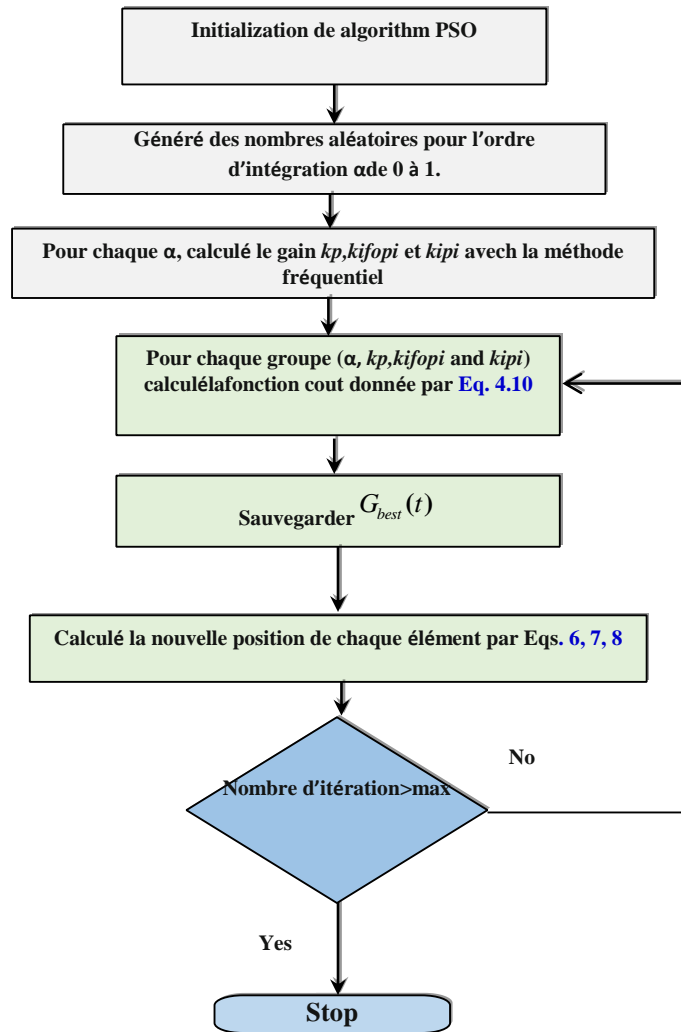 Initialization de algorithm PSO
Généré des nombres aléatoires pour l'ordre
d'intégration αde 0 à 1.
Pour chaque α, calculé le gain kp,kifopi et kipi avech la méthode
fréquentiel
Pour chaque groupe (α, kp,kifopi and kipi)
calculélafonction cout donnée par Eq. 4.10
Sauvegarder G_best(t)
Calculé la nouvelle position de chaque élément par Eqs. 6, 7, 8
Nombre d'itération>max
No
Yes
Stop